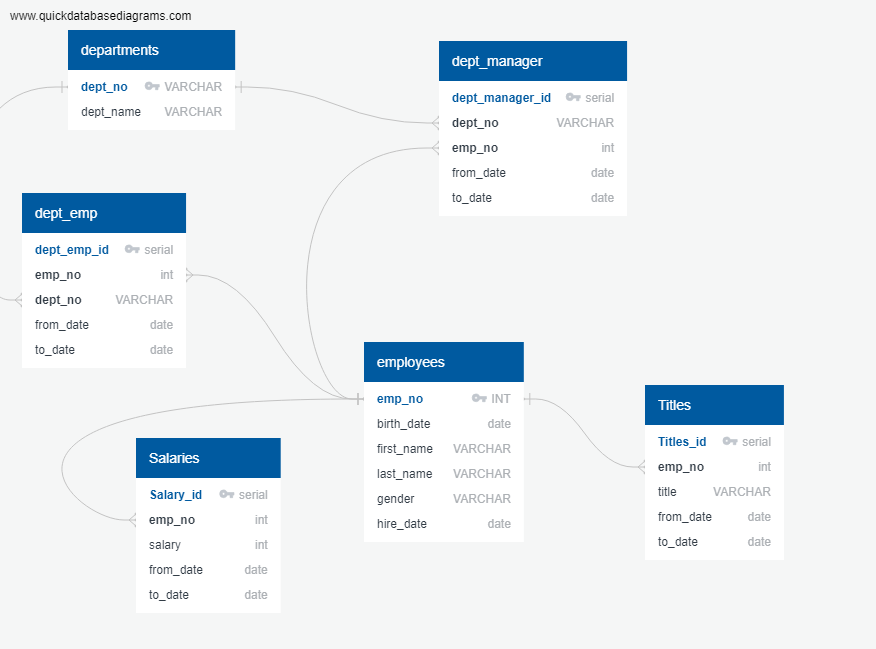 www.quickdatabasediagrams.com
departments
dept_no VARCHAR
dept_name VARCHAR
dept_manager
dept_manager_id serial
dept_no VARCHAR
emp_no int
from_date date
to_date date
dept_emp
dept_emp_id serial
emp_no int
dept_no VARCHAR
from_date date
to_date date
employees
emp_no INT
birth_date date
first_name VARCHAR
last_name VARCHAR
gender VARCHAR
hire_date date
Titles
Titles_id serial
emp_no int
title VARCHAR
from_date date
to_date date
Salaries
Salary_id serial
emp_no int
salary int
from_date date
to_date date